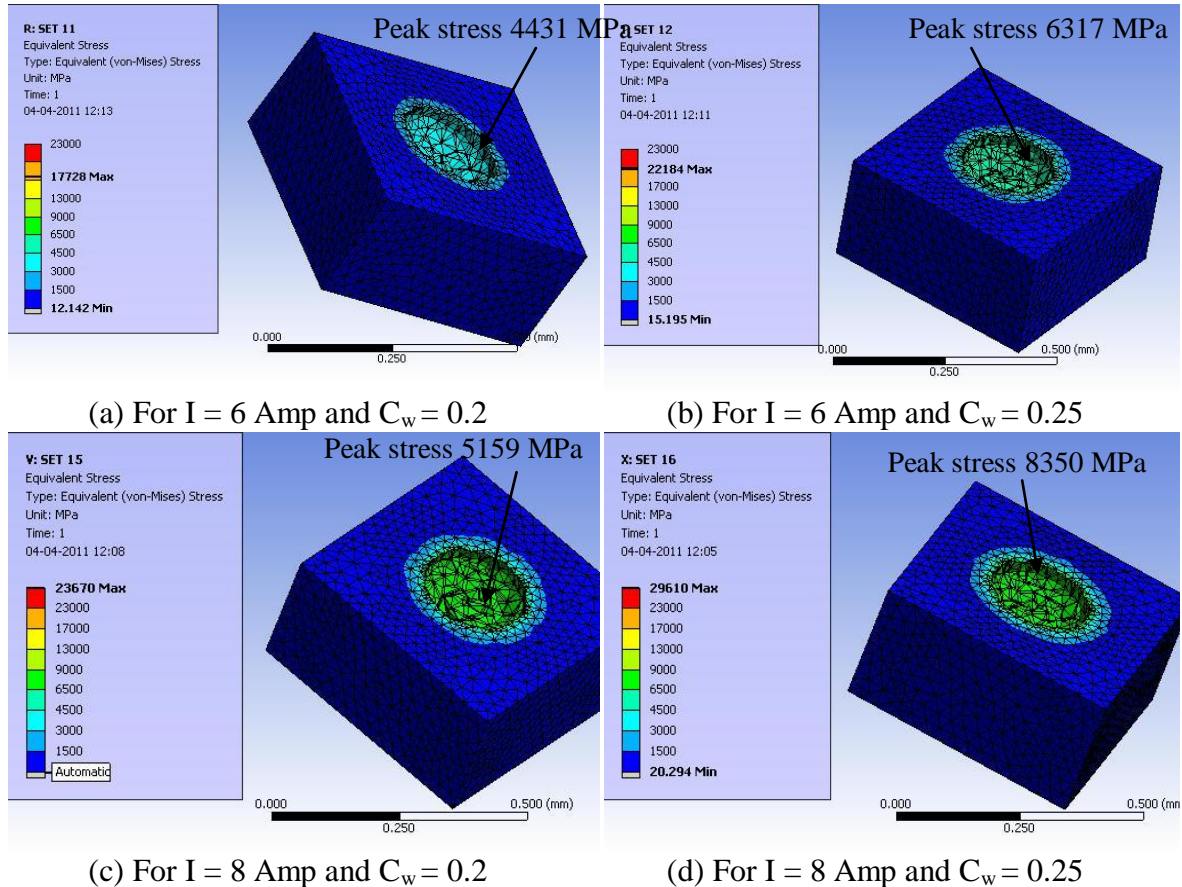 R: SET 11
Equivalent Stress
Type: Equivalent (von-Mises) Stress
Unit: MPa
Time: 1
04-04-2011 12:13
23000
17728 Max
13000
9000
6500
4500
3000
1500
12.142 Min
Peak stress 4431 MPa
0.000
(mm)
0.250
SET 12
Equivalent Stress
Type: Equivalent (von-Mises) Stress
Unit: MPa
Time: 1
04-04-2011 12:11
23000
22184 Max
17000
13000
9000
6500
4500
3000
1500
15.195 Min
Peak stress 6317 MPa
0.000
0.500 (mm)
0.250
(a) For I = 6 Amp and Cw = 0.2
(b) For I = 6 Amp and Cw = 0.25
V: SET 15
Equivalent Stress
Type: Equivalent (von-Mises) Stress
Unit: MPa
Time: 1
04-04-2011 12:08
23670 Max
23000
17000
13000
9000
6500
4500
3000
1500
Automatic
Peak stress 5159 MPa
0.000
0.500 (mm)
0.250
X: SET 16
Equivalent Stress
Type: Equivalent (von-Mises) Stress
Unit: MPa
Time: 1
04-04-2011 12:05
29610 Max
23000
17000
13000
9000
6500
4500
3000
1500
20.294 Min
Peak stress 8350 MPa
0.000
0.500 (mm)
0.250
(c) For I = 8 Amp and Cw = 0.2
(d) For I = 8 Amp and Cw = 0.25